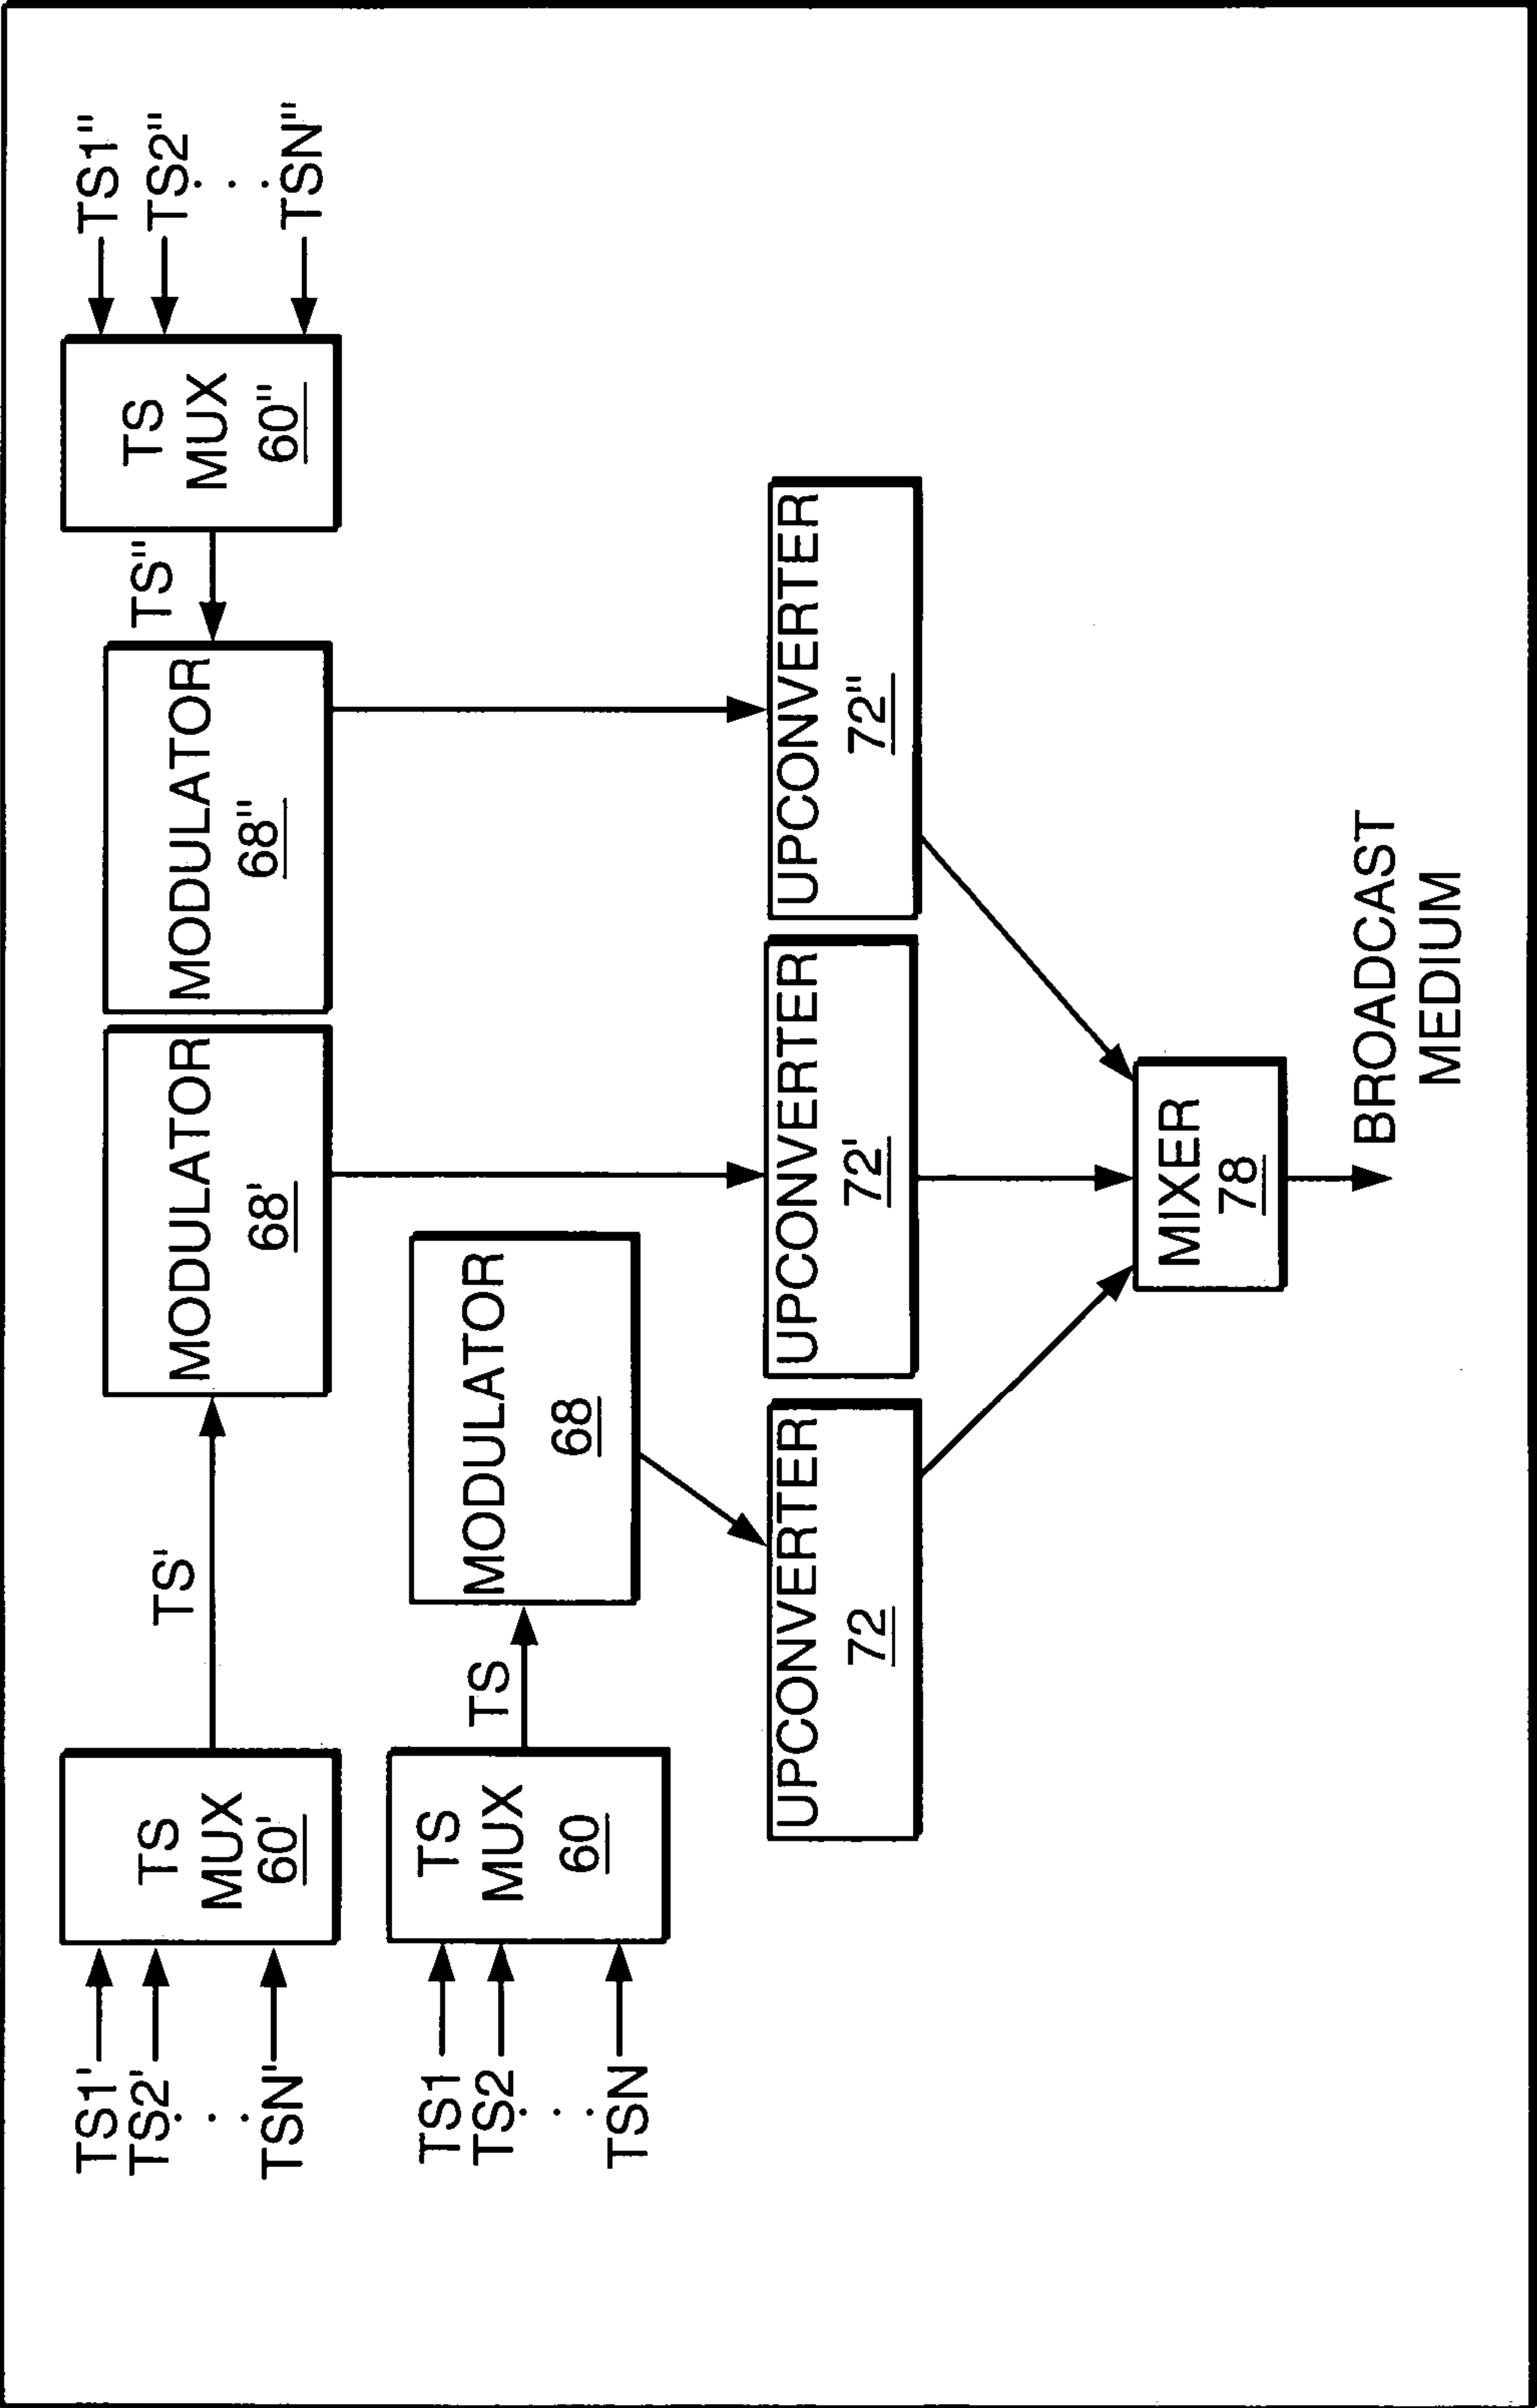 TS1'
TS2'
TSN'
TS
MUX
60'
TS'
MODULATOR
68'
MODULATOR
68"
TS"
TS
MUX
60"
TS1"
TS2"
TSN"
TS1
TS2
TSN
TS
MUX
60
TS
MODULATOR
68
UPCONVERTER
72
UPCONVERTER
72'
UPCONVERTER
72"
MIXER
78
BROADCAST
MEDIUM